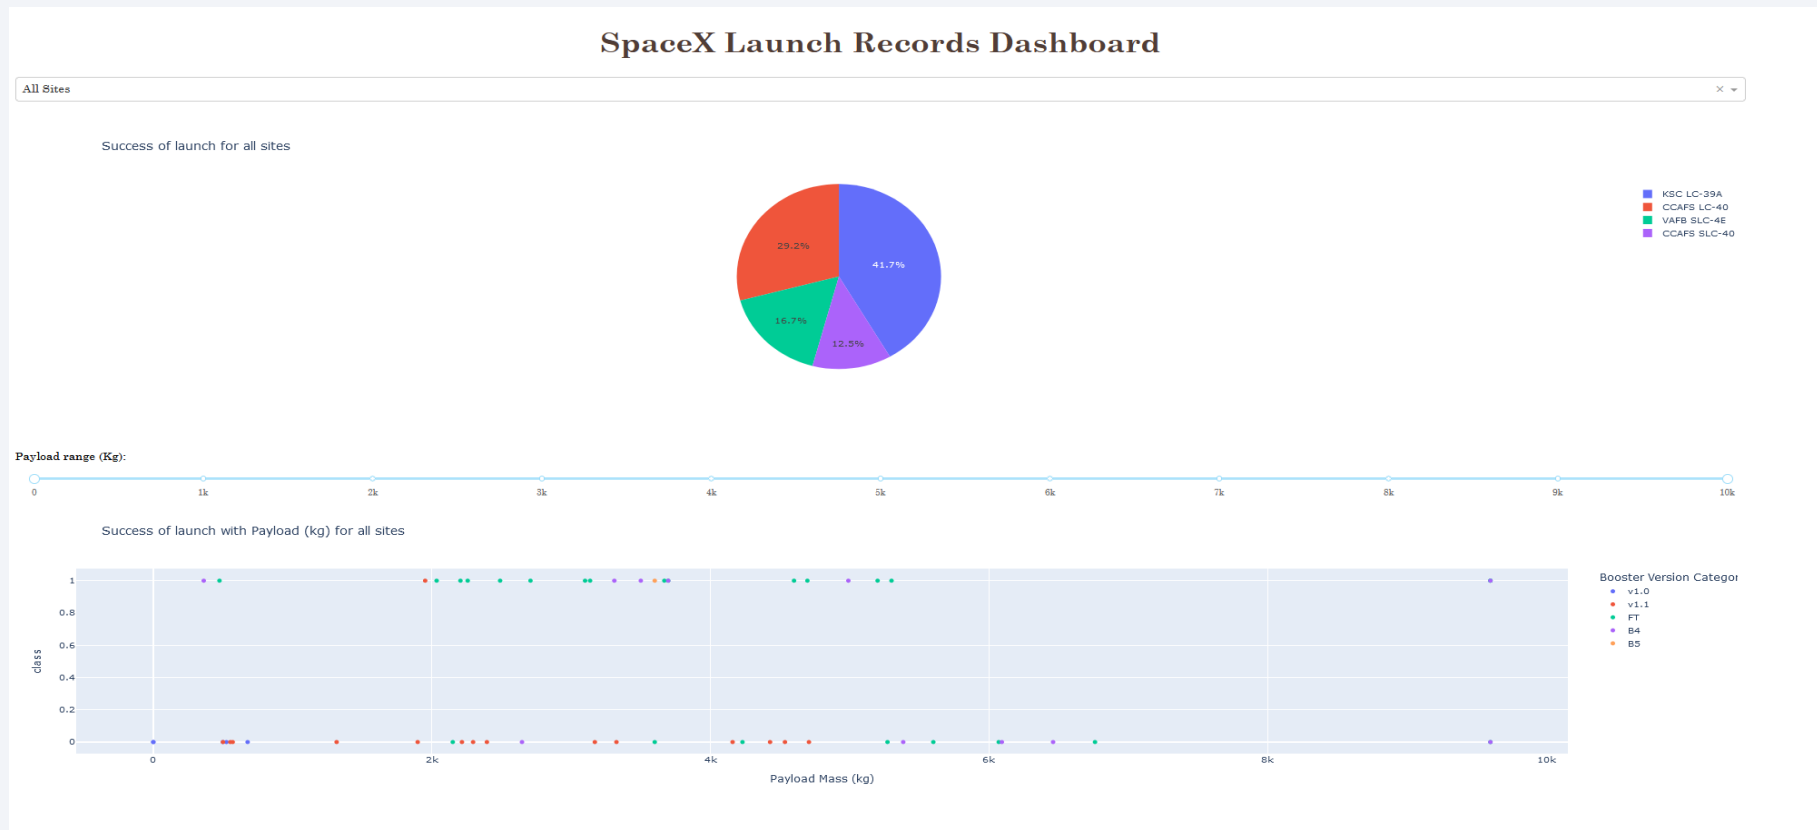 SpaceX Launch Records Dashboard
All Sites
Success of launch for all sites
KSC LC-39A
CCAFS LC-40
VAFB SLC-4E
CCAFS SLC-40
29.2%
41.7%
16.7%
12.5%
Payload range (Kg):
0 1k 2k 3k 4k 5k 6k 7k 8k 9k 10k
Success of launch with Payload (kg) for all sites
Booster Version Categor
v1.0
v1.1
FT
B4
B5
class
1
0.8
0.6
0.4
0.2
0
0 2k 4k 6k 8k 10k
Payload Mass (kg)